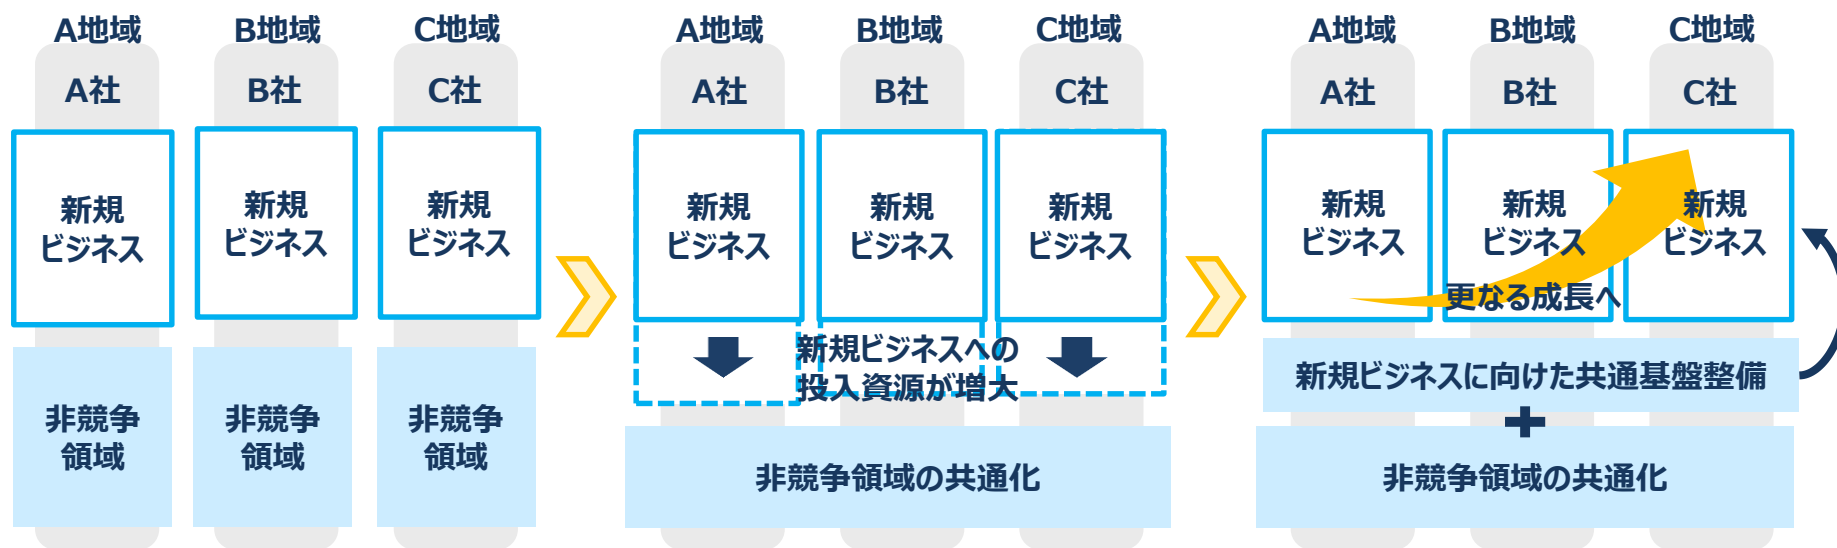 A地域
B地域
C地域
A社
B社
C社
新規
ビジネス
新規
ビジネス
新規
ビジネス
非競争
領域
非競争
領域
非競争
領域
A地域
B地域
C地域
A社
B社
C社
新規
ビジネス
新規
ビジネス
新規
ビジネス
新規ビジネスへの
投入資源が増大
非競争領域の共通化
A地域
B地域
C地域
A社
B社
C社
新規
ビジネス
新規
ビジネス
新規
ビジネス
更なる成長へ
新規ビジネスに向けた共通基盤整備
非競争領域の共通化